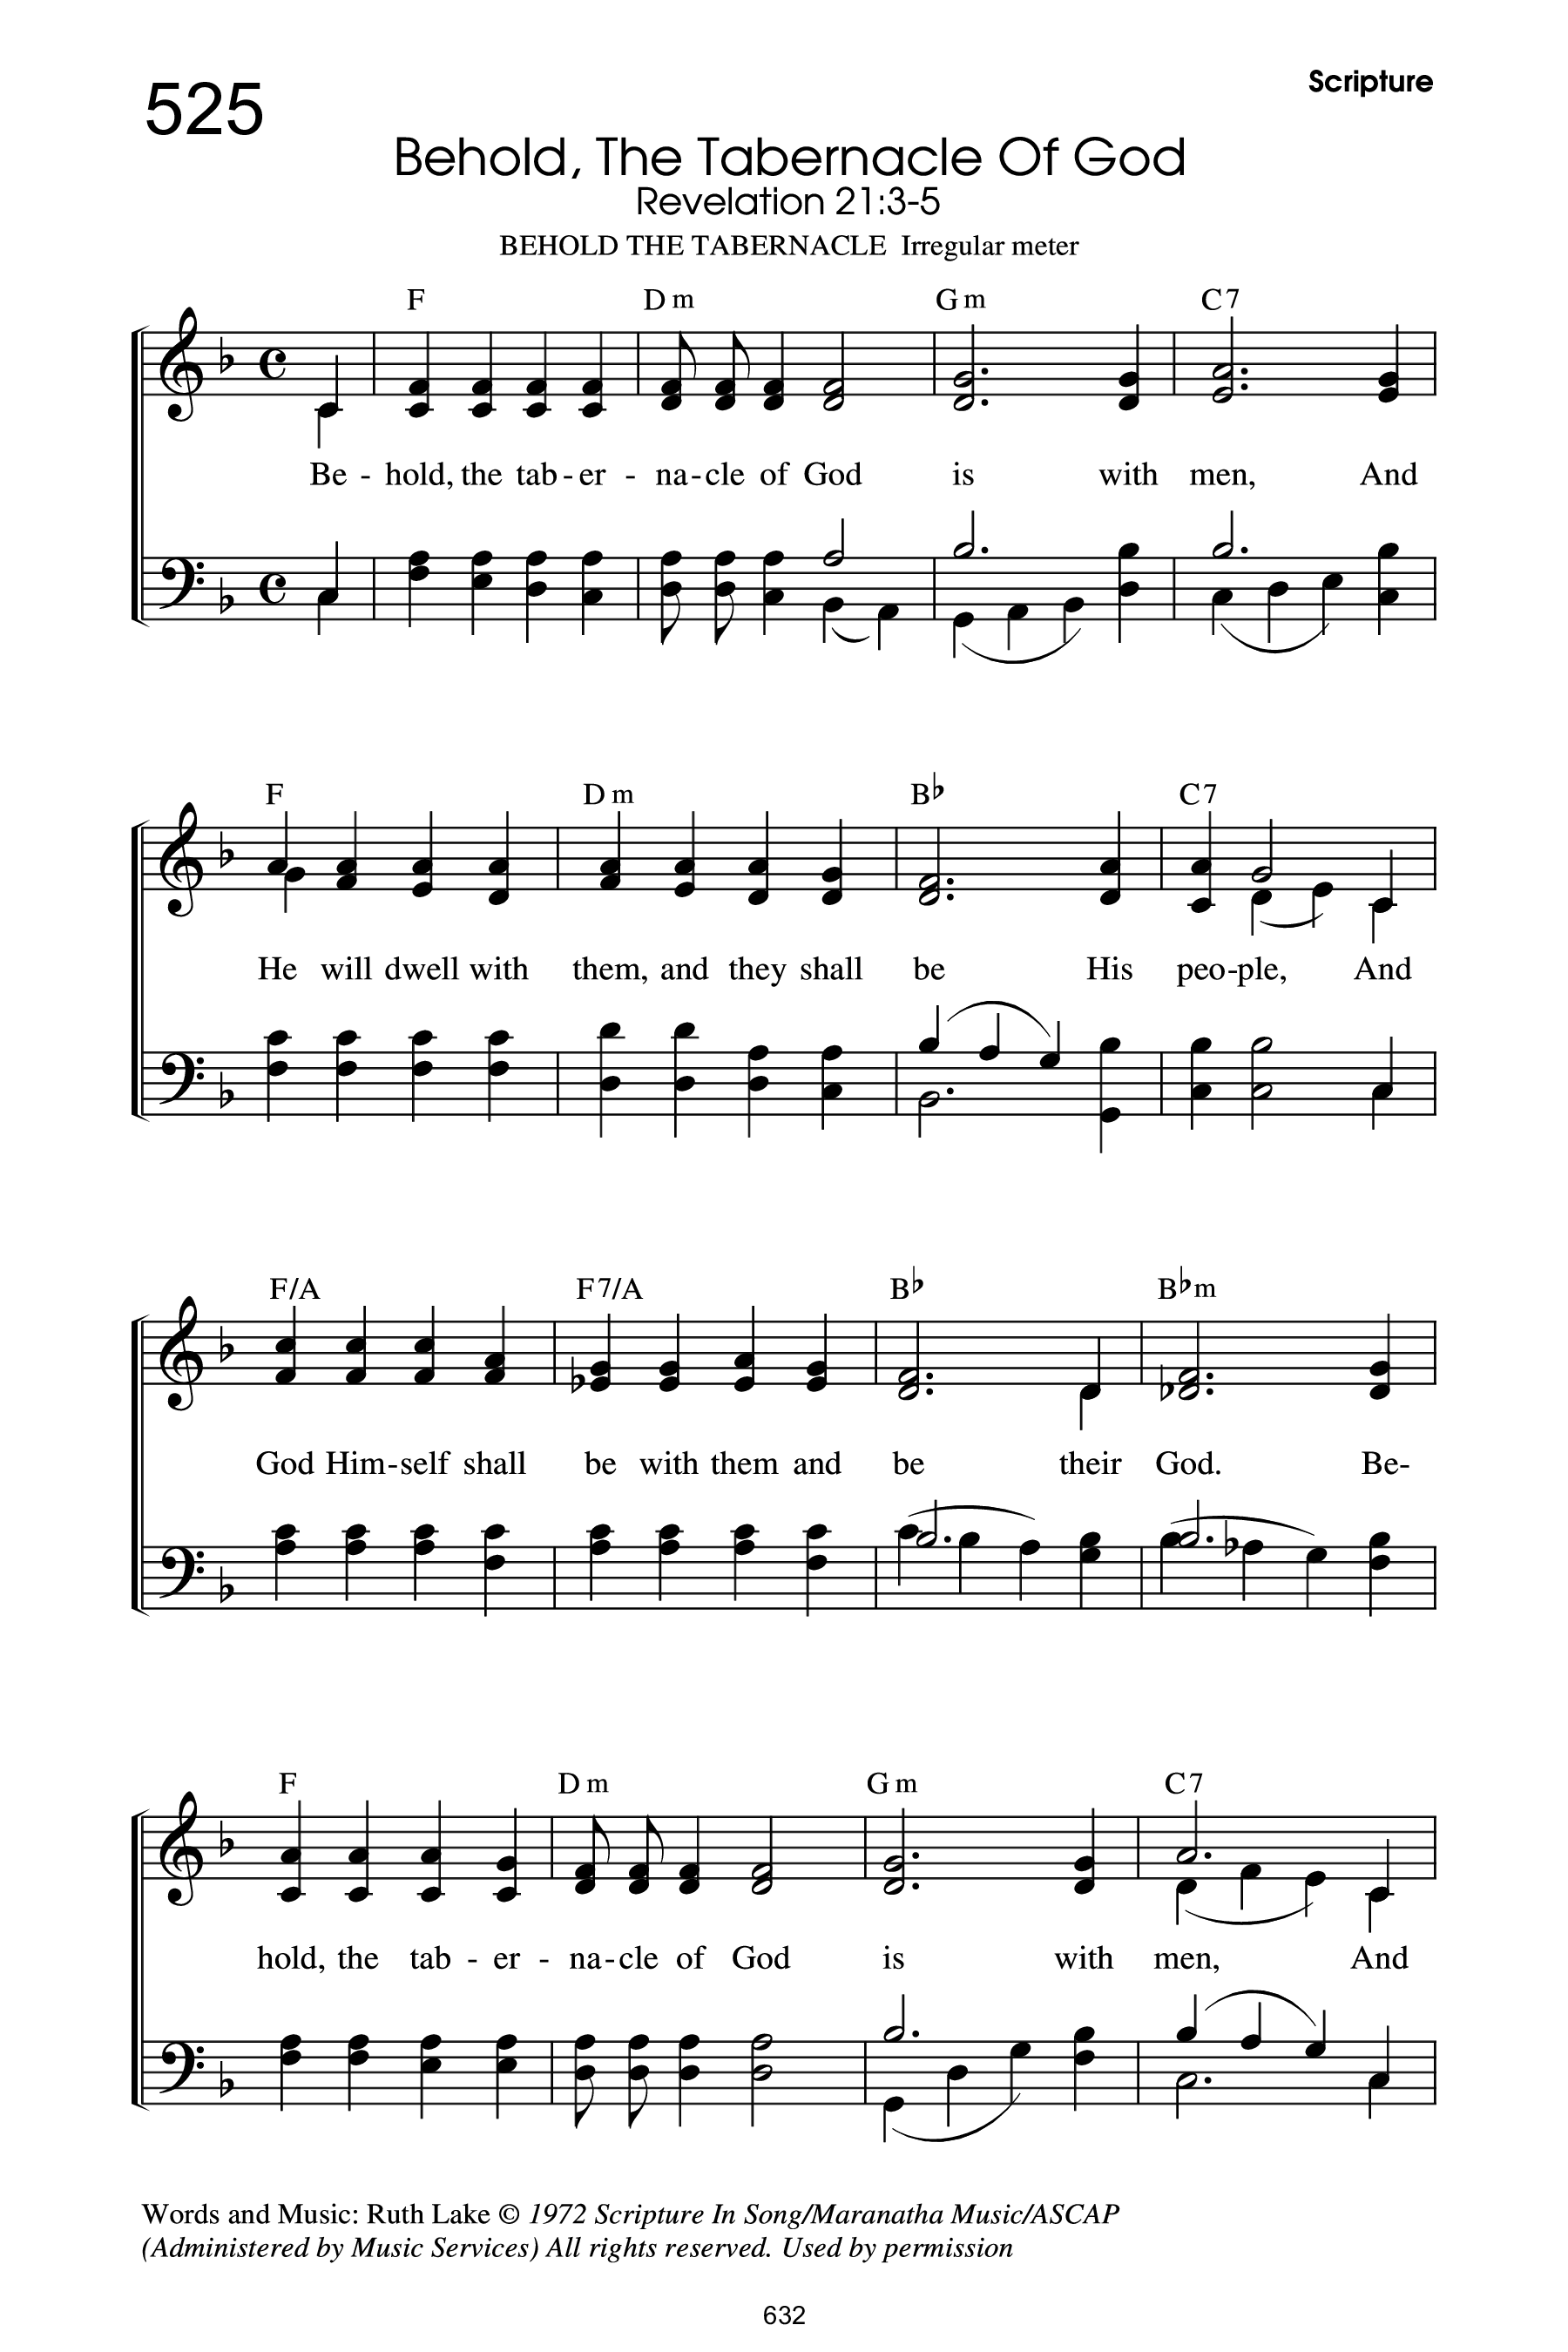 525
Scripture
Behold, The Tabernacle Of God
Revelation 21:3-5
BEHOLD THE TABERNACLE Irregular meter
F Dm Gm C7
Be - hold, the tab - er - na - cle of God is with men, And
F Dm B♭ C7
He will dwell with them, and they shall be His peo - ple, And
F/A F7/A B♭ B♭m
God Him - self shall be with them and be their God. Be-
F Dm Gm C7
hold, the tab - er - na - cle of God is with men, And
Words and Music: Ruth Lake © 1972 Scripture In Song/Maranatha Music/ASCAP
(Administered by Music Services) All rights reserved. Used by permission
632